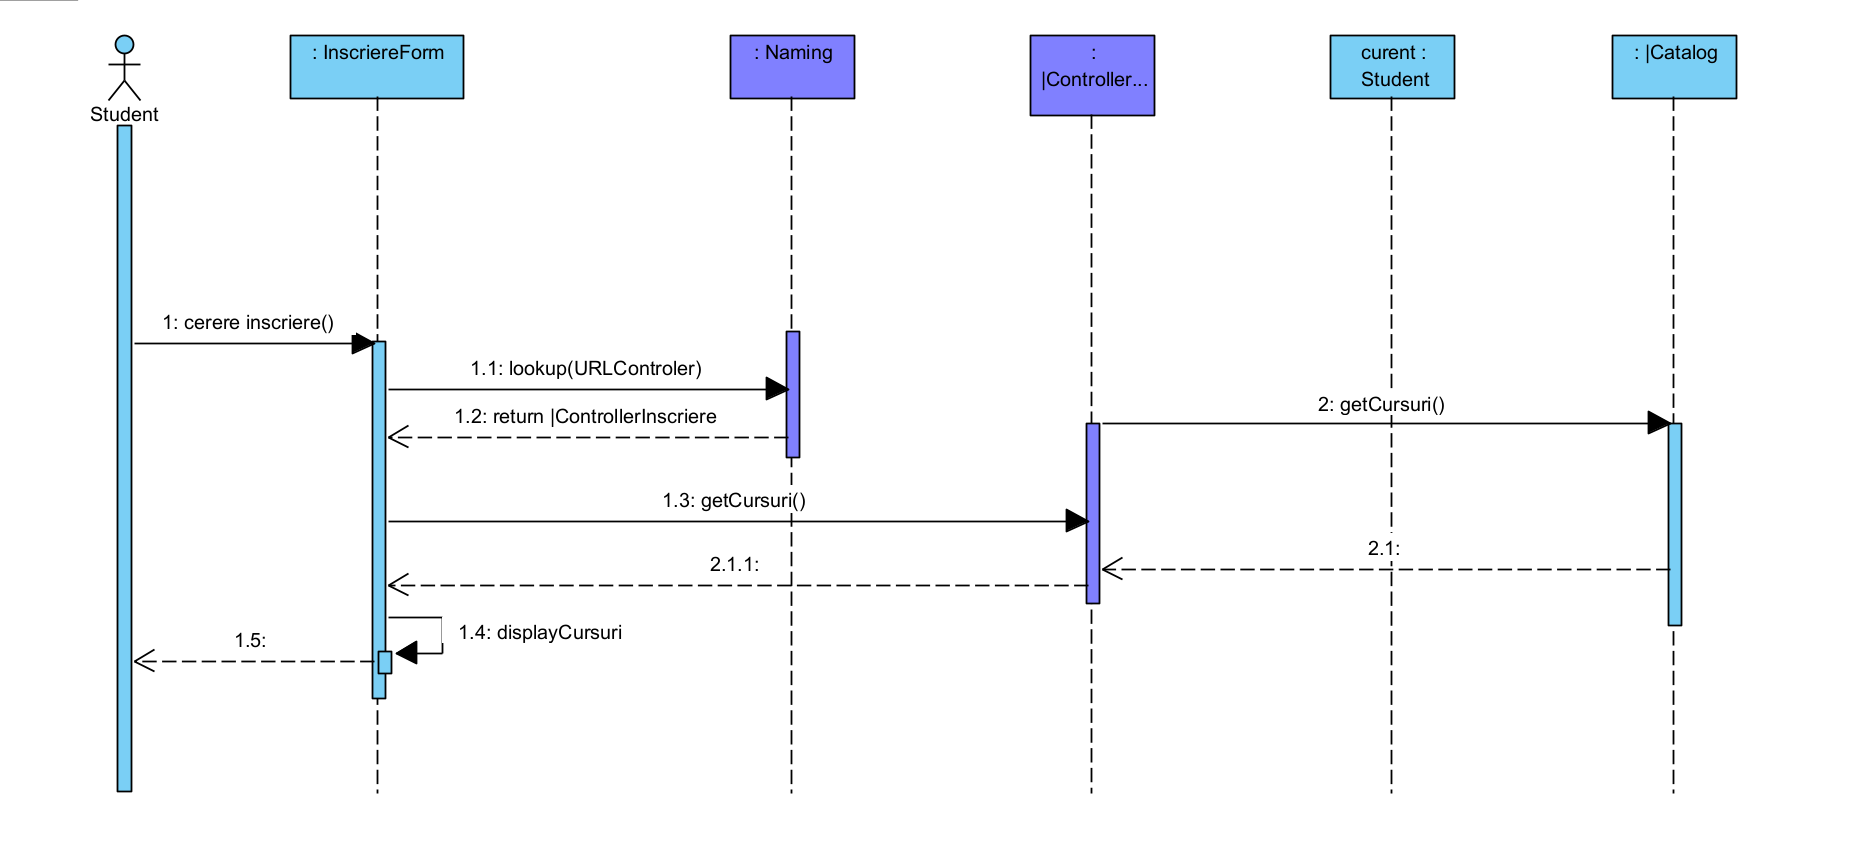 Student
: InscriereForm
: Naming
:
|Controller...
curent :
Student
: |Catalog
1: cerere inscriere()
1.1: lookup(URLControler)
1.2: return |ControllerInscriere
2: getCursuri()
1.3: getCursuri()
2.1:
2.1.1:
1.4: displayCursuri
1.5: